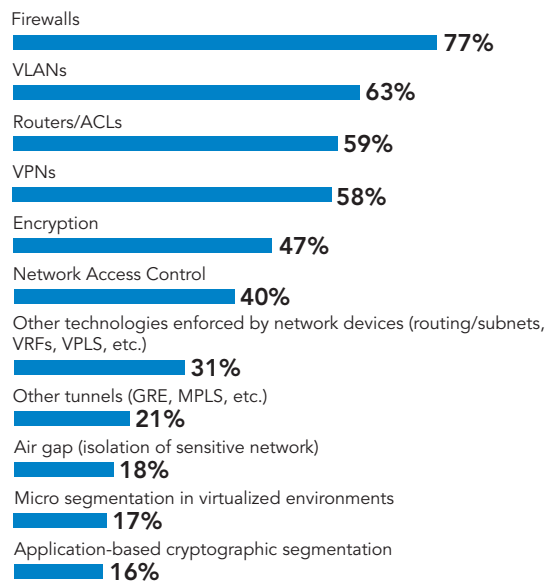 Firewalls
77%
VLANs
63%
Routers/ACLs
59%
VPNs
58%
Encryption
47%
Network Access Control
40%
Other technologies enforced by network devices (routing/subnets,
VRFs, VPLS, etc.)
31%
Other tunnels (GRE, MPLS, etc.)
21%
Air gap (isolation of sensitive network)
18%
Micro segmentation in virtualized environments
17%
Application-based cryptographic segmentation
16%